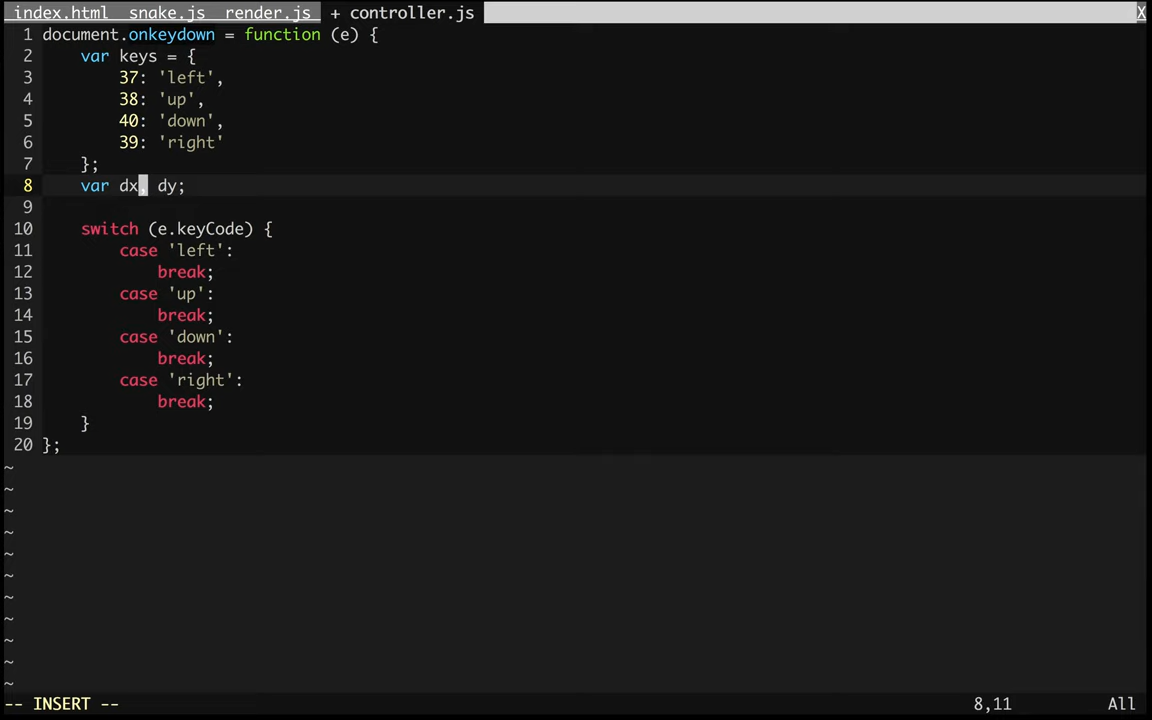 index.html  snake.js  render.js  + controller.js X
1 document.onkeydown = function (e) {
2     var keys = {
3         37: 'left',
4         38: 'up',
5         40: 'down',
6         39: 'right'
7     };
8     var dx, dy;
9
10     switch (e.keyCode) {
11         case 'left':
12             break;
13         case 'up':
14             break;
15         case 'down':
16             break;
17         case 'right':
18             break;
19     }
20 };
~
~
~
~
~
~
~
~
~
~
~
-- INSERT -- 8,11 All